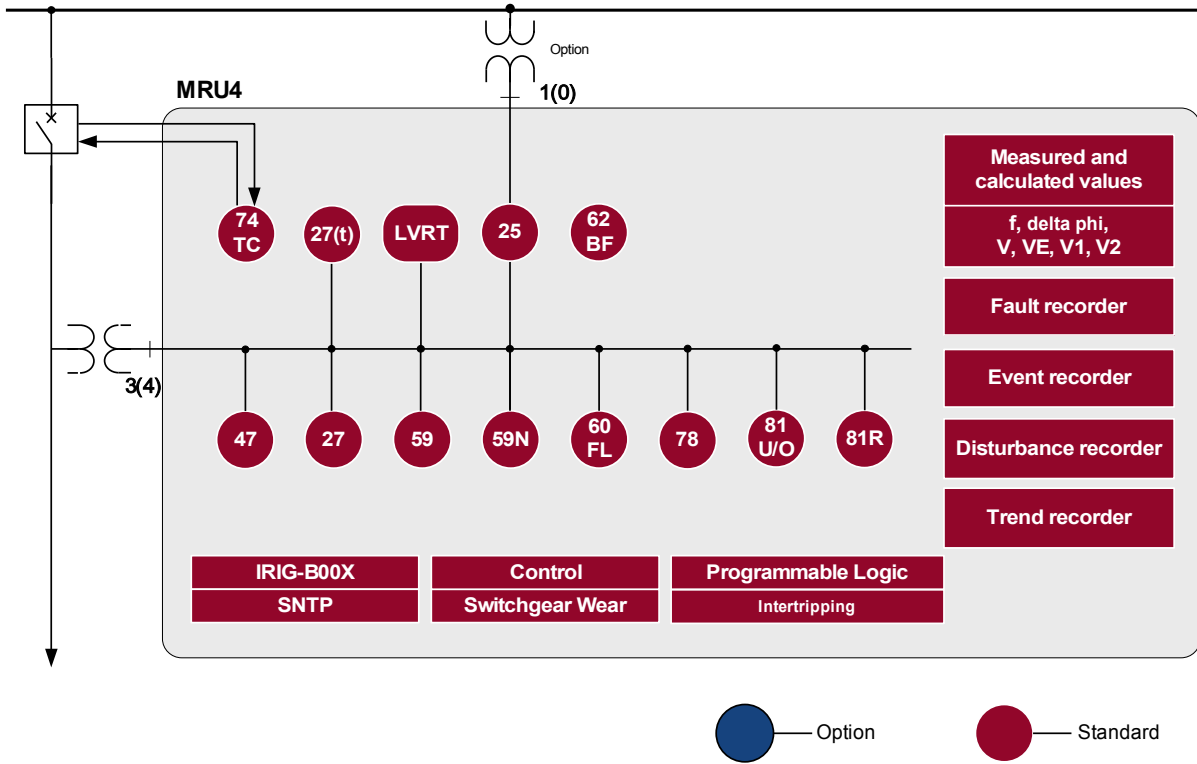 Option
MRU4
1(0)
Measured and
calculated values
f, delta phi,
V, VE, V1, V2
74
TC
27(t)
LVRT
25
62
BF
Fault recorder
3(4)
Event recorder
47
27
59
59N
60
FL
78
81
U/O
81R
Disturbance recorder
Trend recorder
IRIG-B00X
SNTP
Control
Switchgear Wear
Programmable Logic
Intertripping
Option
Standard